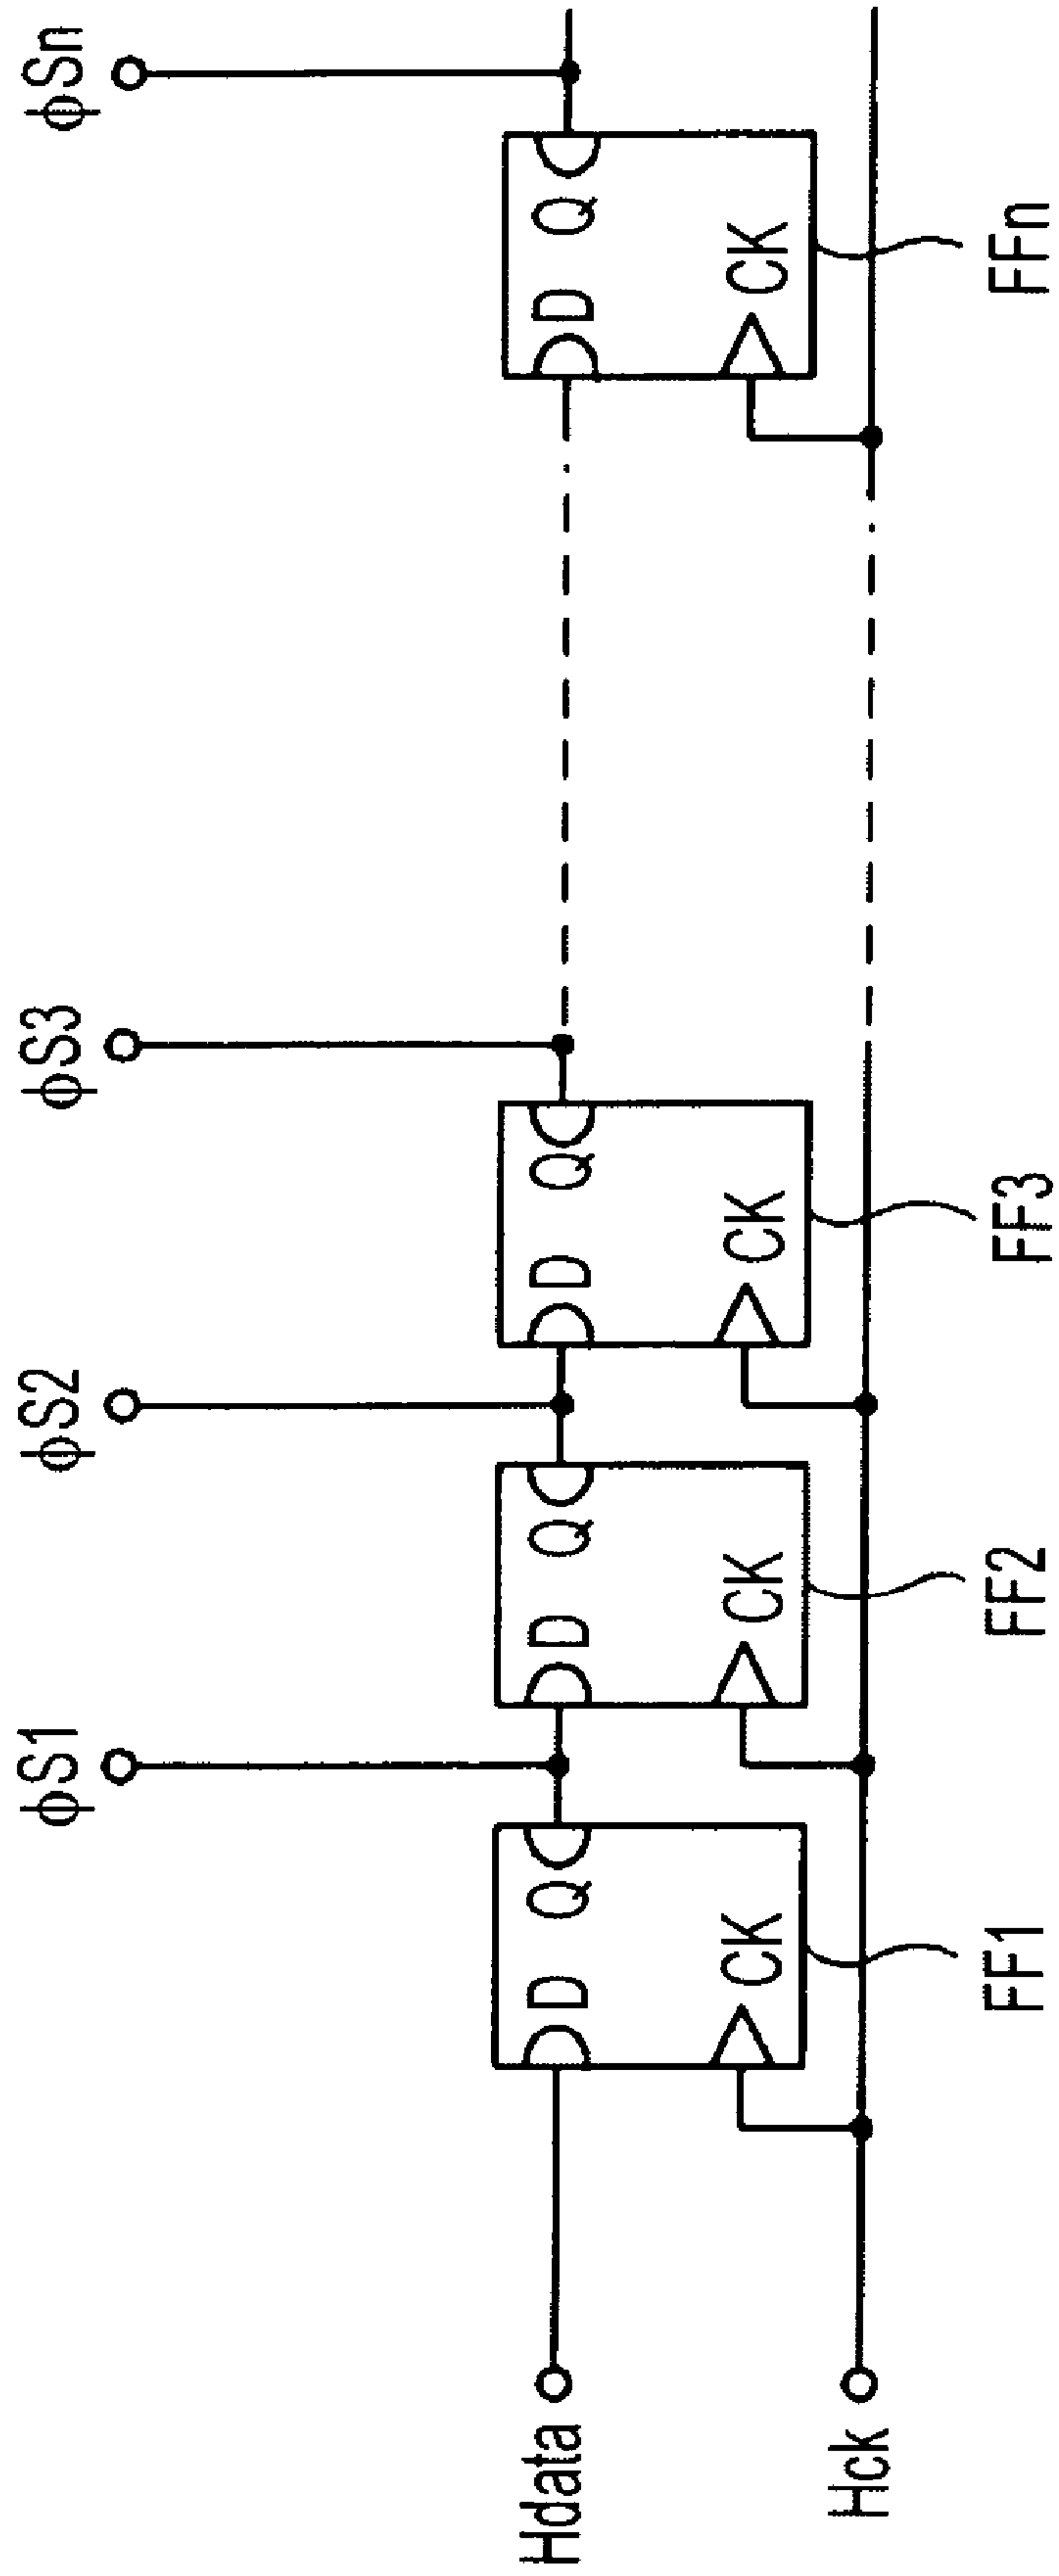 φS1 φS2 φS3 φSn
Hdata
D Q D Q D Q D Q
CK CK CK CK
Hck
FF1 FF2 FF3 FFn